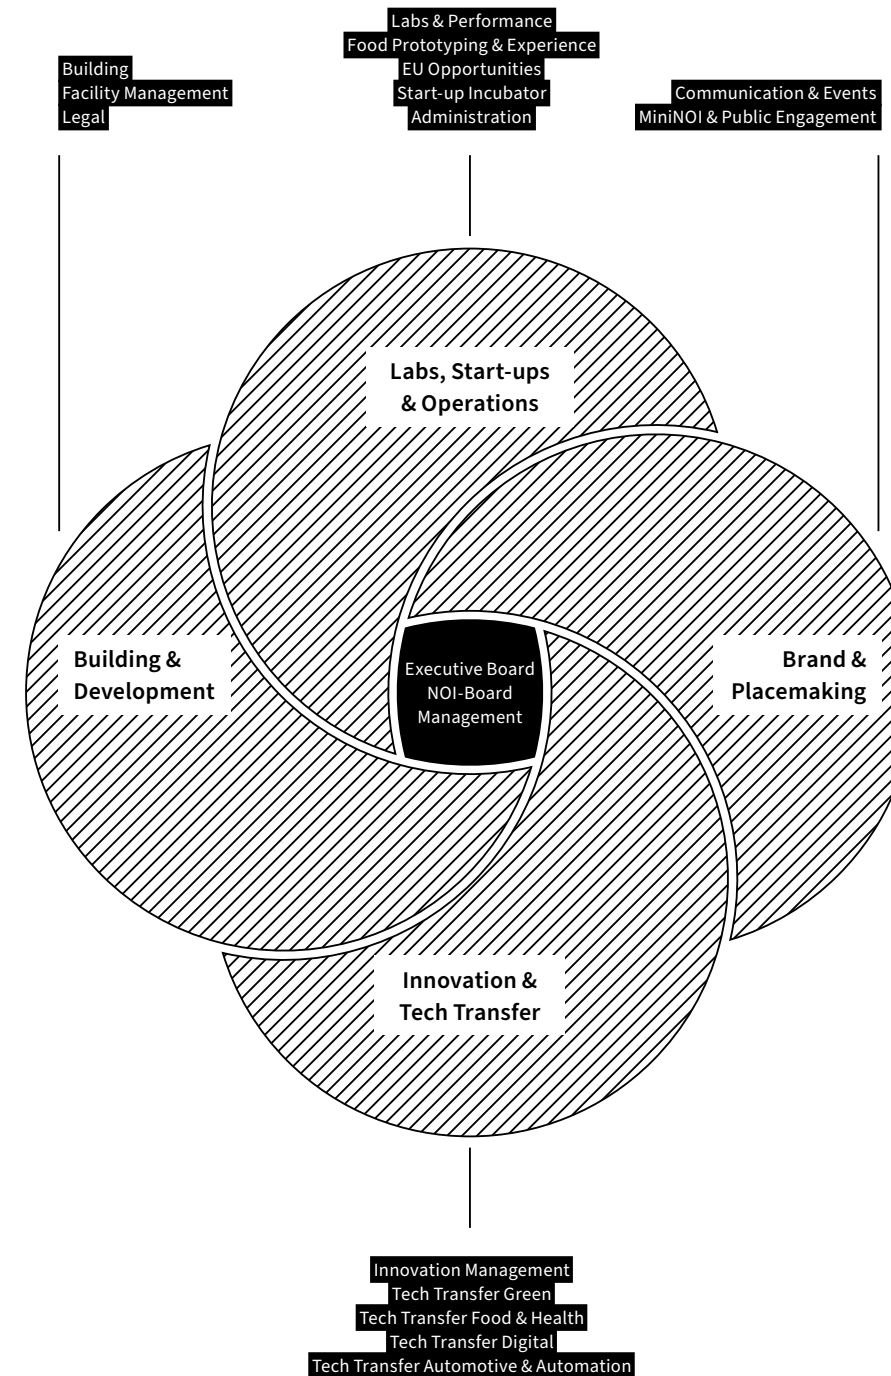 Labs & Performance
Food Prototyping & Experience
EU Opportunities
Start-up Incubator
Administration
Building
Facility Management
Legal
Communication & Events
MiniNOI & Public Engagement
Labs, Start-ups
& Operations
Building &
Development
Executive Board
NOI-Board
Management
Brand &
Placemaking
Innovation &
Tech Transfer
Innovation Management
Tech Transfer Green
Tech Transfer Food & Health
Tech Transfer Digital
Tech Transfer Automotive & Automation